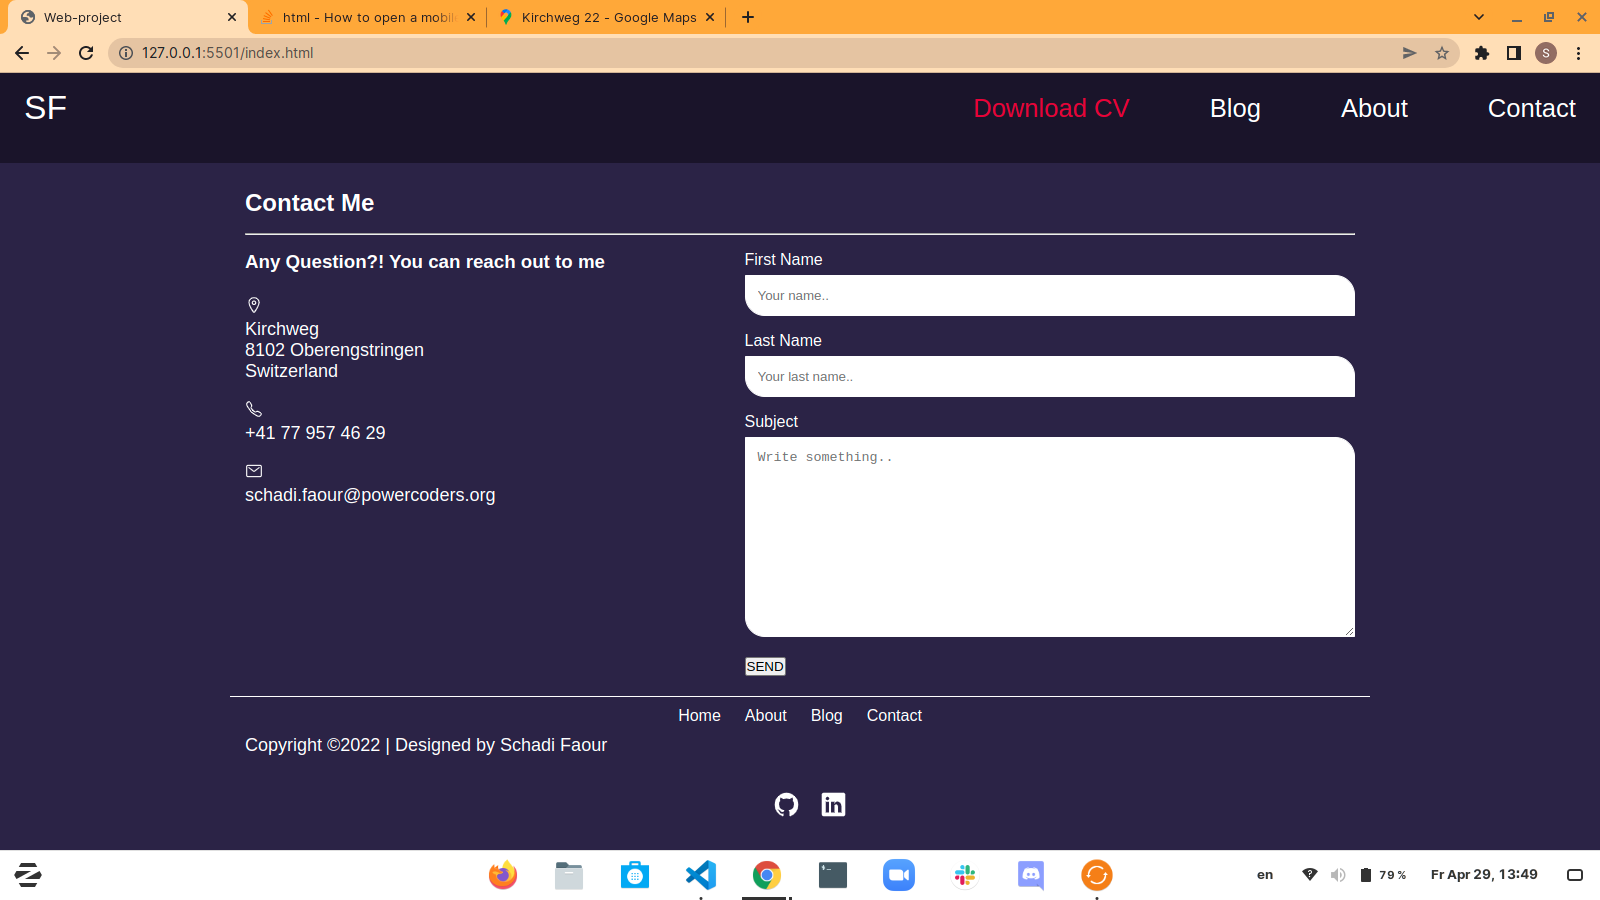 Web-project
html - How to open a mobil
Kirchweg 22 - Google Maps
127.0.0.1:5501/index.html
S
SF
Download CV
Blog
About
Contact
Contact Me
Any Question?! You can reach out to me
Kirchweg
8102 Oberengstringen
Switzerland
+41 77 957 46 29
schadi.faour@powercoders.org
First Name
Your name..
Last Name
Your last name..
Subject
Write something..
SEND
Home About Blog Contact
Copyright ©2022 | Designed by Schadi Faour
en
79 %
Fr Apr 29, 13:49